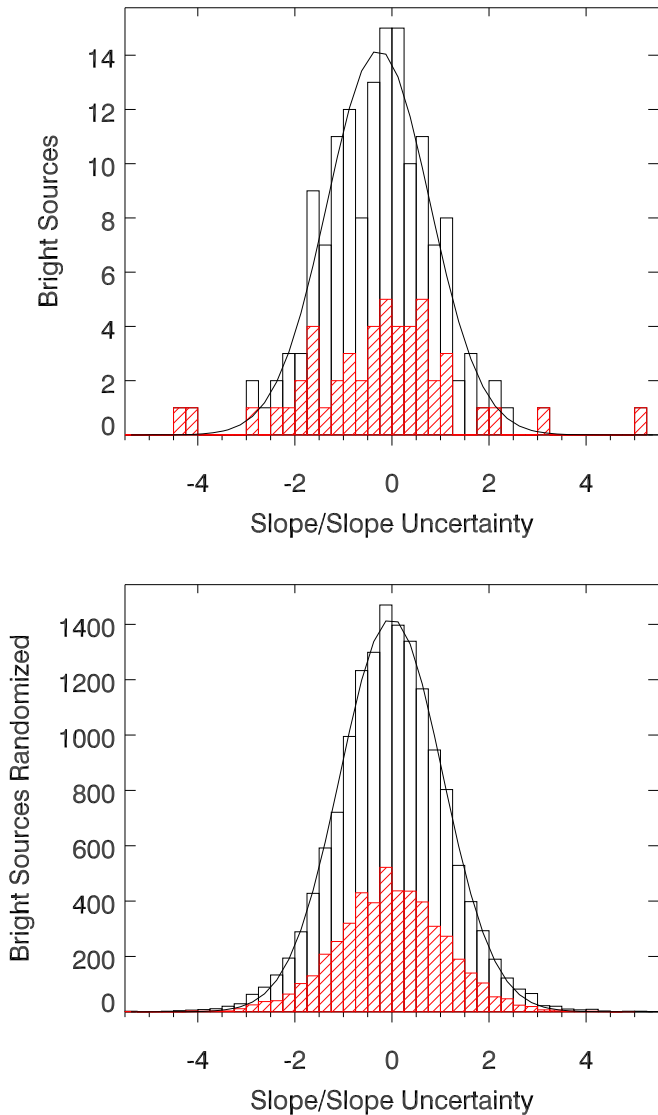 14
12
10
8
6
4
2
0
Bright Sources
-4 -2 0 2 4
Slope/Slope Uncertainty
1400
1200
1000
800
600
400
200
0
Bright Sources Randomized
-4 -2 0 2 4
Slope/Slope Uncertainty